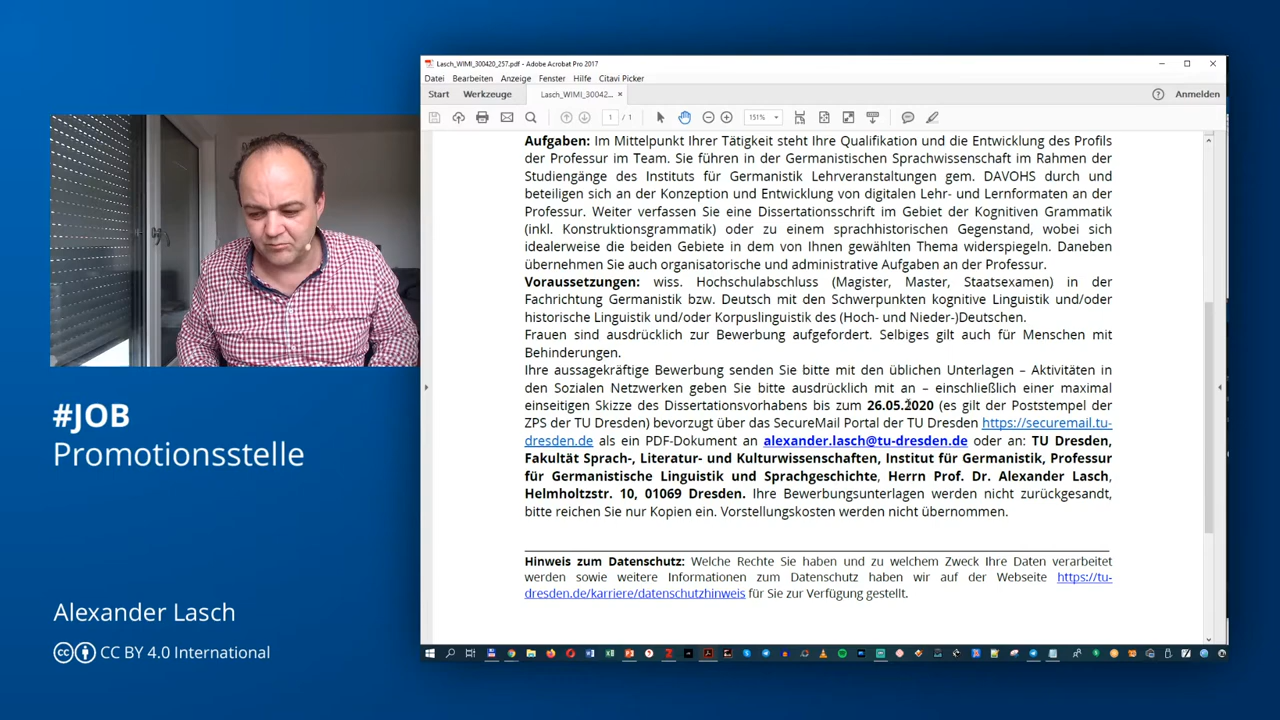 Lasch_WIMI_300420_257.pdf - Adobe Acrobat Pro 2017
Datei Bearbeiten Anzeige Fenster Hilfe Citavi Picker
Start Werkzeuge Lasch_WIMI_30042... × Anmelden
1 / 1 151%
Aufgaben: Im Mittelpunkt Ihrer Tätigkeit steht Ihre Qualifikation und die Entwicklung des Profils
der Professur im Team. Sie führen in der Germanistischen Sprachwissenschaft im Rahmen der
Studiengänge des Instituts für Germanistik Lehrveranstaltungen gem. DAVOHS durch und
beteiligen sich an der Konzeption und Entwicklung von digitalen Lehr- und Lernformaten an der
Professur. Weiter verfassen Sie eine Dissertationsschrift im Gebiet der Kognitiven Grammatik
(inkl. Konstruktionsgrammatik) oder zu einem sprachhistorischen Gegenstand, wobei sich
idealerweise die beiden Gebiete in dem von Ihnen gewählten Thema widerspiegeln. Daneben
übernehmen Sie auch organisatorische und administrative Aufgaben an der Professur.
Voraussetzungen: wiss. Hochschulabschluss (Magister, Master, Staatsexamen) in der
Fachrichtung Germanistik bzw. Deutsch mit den Schwerpunkten kognitive Linguistik und/oder
historische Linguistik und/oder Korpuslinguistik des (Hoch- und Nieder-)Deutschen.
Frauen sind ausdrücklich zur Bewerbung aufgefordert. Selbiges gilt auch für Menschen mit
Behinderungen.
Ihre aussagekräftige Bewerbung senden Sie bitte mit den üblichen Unterlagen – Aktivitäten in
den Sozialen Netzwerken geben Sie bitte ausdrücklich mit an – einschließlich einer maximal
einseitigen Skizze des Dissertationsvorhabens bis zum 26.05.2020 (es gilt der Poststempel der
ZPS der TU Dresden) bevorzugt über das SecureMail Portal der TU Dresden https://securemail.tu-
dresden.de als ein PDF-Dokument an alexander.lasch@tu-dresden.de oder an: TU Dresden,
Fakultät Sprach-, Literatur- und Kulturwissenschaften, Institut für Germanistik, Professur
für Germanistische Linguistik und Sprachgeschichte, Herrn Prof. Dr. Alexander Lasch,
Helmholtzstr. 10, 01069 Dresden. Ihre Bewerbungsunterlagen werden nicht zurückgesandt,
bitte reichen Sie nur Kopien ein. Vorstellungskosten werden nicht übernommen.
Hinweis zum Datenschutz: Welche Rechte Sie haben und zu welchem Zweck Ihre Daten verarbeitet
werden sowie weitere Informationen zum Datenschutz haben wir auf der Webseite https://tu-
dresden.de/karriere/datenschutzhinweis für Sie zur Verfügung gestellt.
#JOB
Promotionsstelle
Alexander Lasch
CC BY 4.0 International